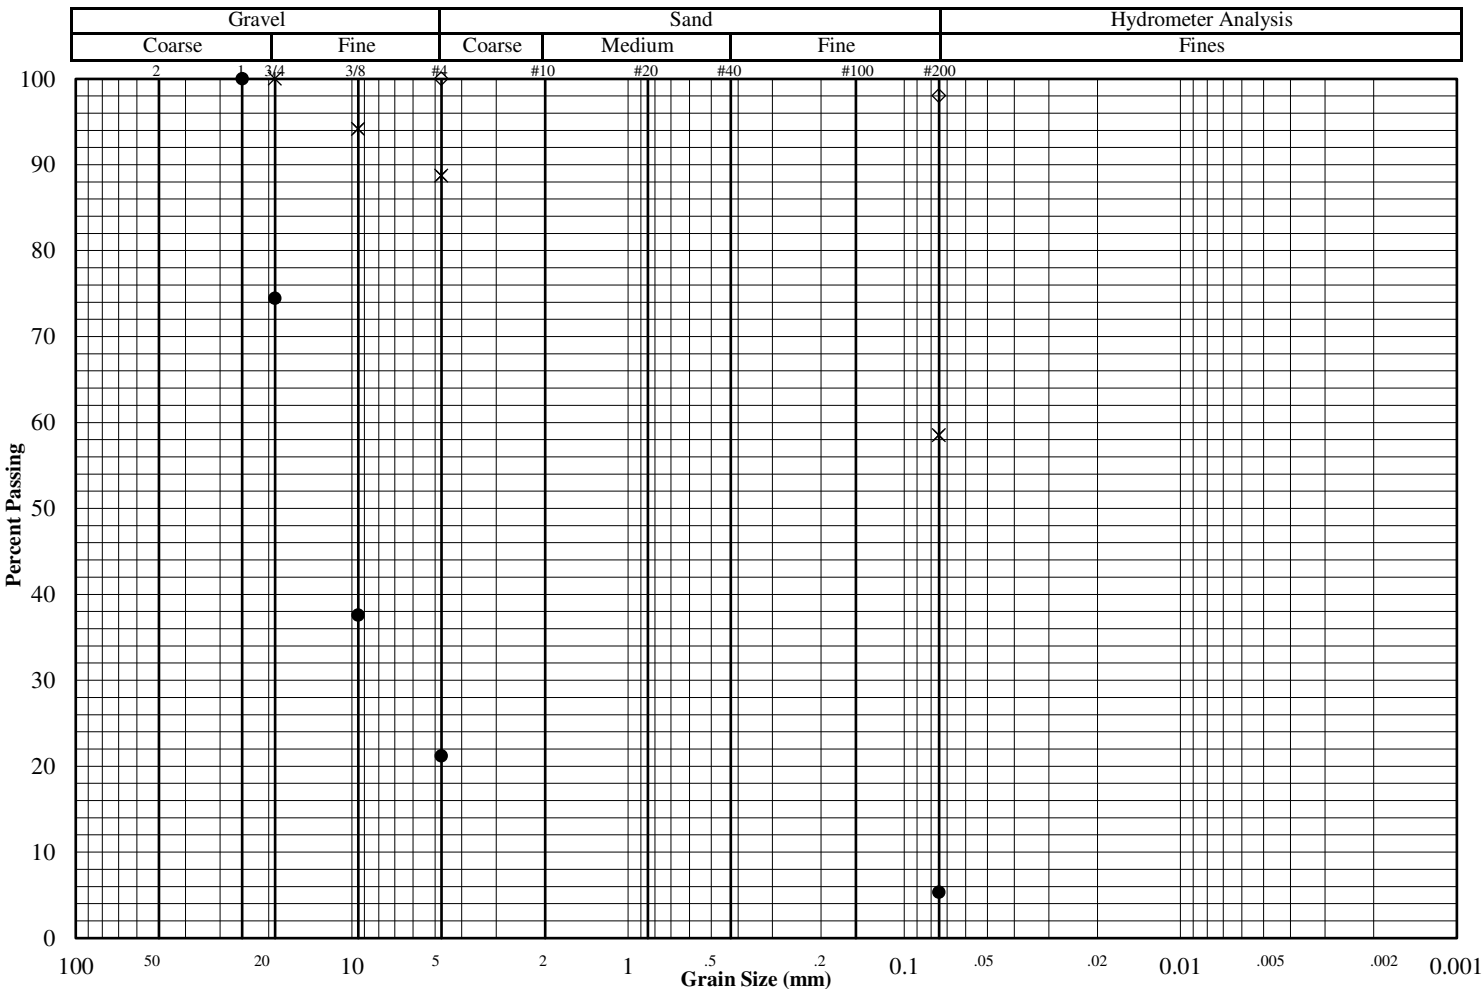 Gravel Sand Hydrometer Analysis
Coarse Fine Coarse Medium Fine Fines
2 1 3/4 3/8 #4 #10 #20 #40 #100 #200
100
90
80
70
60
50
40
30
20
10
0
Percent Passing
100 50 20 10 5 2 1 .5 .2 0.1 .05 .02 0.01 .005 .002 0.001
Grain Size (mm)